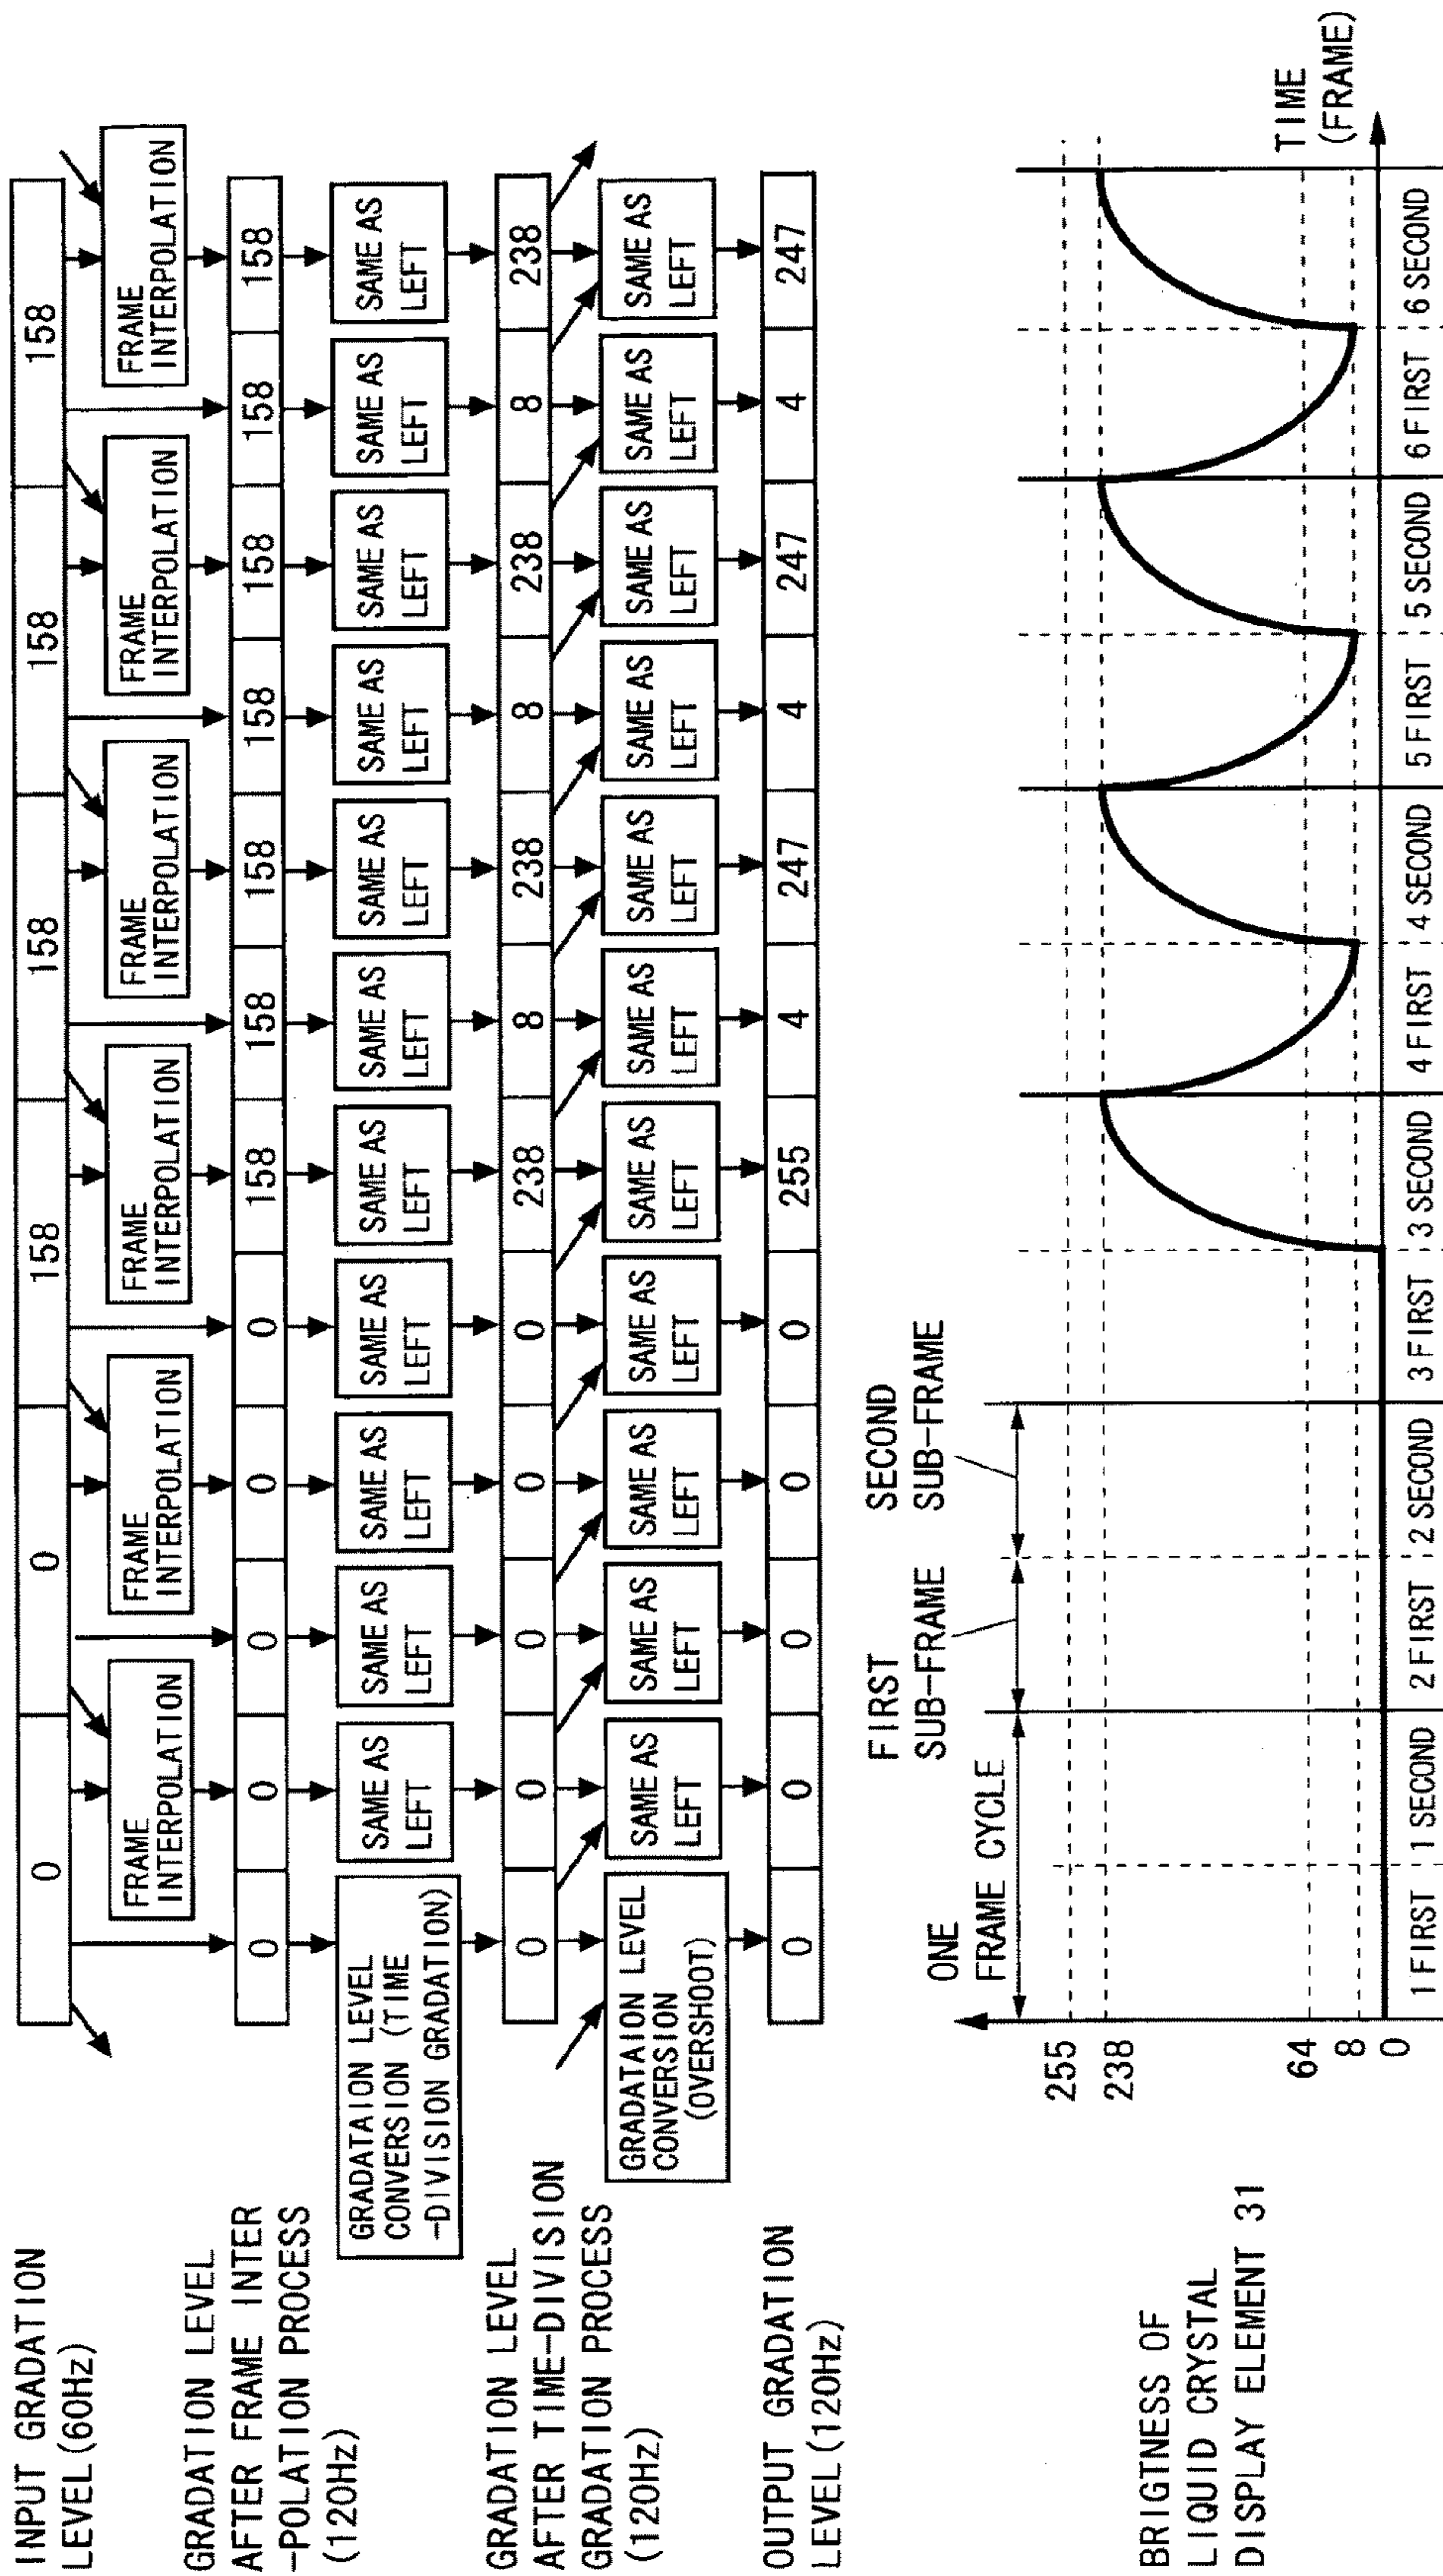 INPUT GRADATION
LEVEL(60Hz)
0
0
158
158
158
158
FRAME
INTERPOLATION
FRAME
INTERPOLATION
FRAME
INTERPOLATION
FRAME
INTERPOLATION
FRAME
INTERPOLATION
FRAME
INTERPOLATION
GRADATION LEVEL
AFTER FRAME INTER
-POLATION PROCESS
(120Hz)
0
0
0
0
0
158
158
158
158
158
158
158
GRADATAION LEVEL
CONVERSION (TIME
-DIVISION GRADATION)
SAME AS
LEFT
SAME AS
LEFT
SAME AS
LEFT
SAME AS
LEFT
SAME AS
LEFT
SAME AS
LEFT
SAME AS
LEFT
SAME AS
LEFT
SAME AS
LEFT
SAME AS
LEFT
SAME AS
LEFT
GRADATION LEVEL
AFTER TIME-DIVISION
GRADATION PROCESS
(120Hz)
0
0
0
0
0
238
8
238
8
238
8
238
GRADATAION LEVEL
CONVERSION
(OVERSHOOT)
SAME AS
LEFT
SAME AS
LEFT
SAME AS
LEFT
SAME AS
LEFT
SAME AS
LEFT
SAME AS
LEFT
SAME AS
LEFT
SAME AS
LEFT
SAME AS
LEFT
SAME AS
LEFT
SAME AS
LEFT
OUTPUT GRADATION
LEVEL(120Hz)
0
0
0
0
0
255
4
247
4
247
4
247
ONE
FRAME CYCLE
FIRST
SUB-FRAME
SECOND
SUB-FRAME
BRIGTNESS OF
LIQUID CRYSTAL
DISPLAY ELEMENT 31
255
238
64
8
0
TIME
(FRAME)
1 FIRST
1 SECOND
2 FIRST
2 SECOND
3 FIRST
3 SECOND
4 FIRST
4 SECOND
5 FIRST
5 SECOND
6 FIRST
6 SECOND